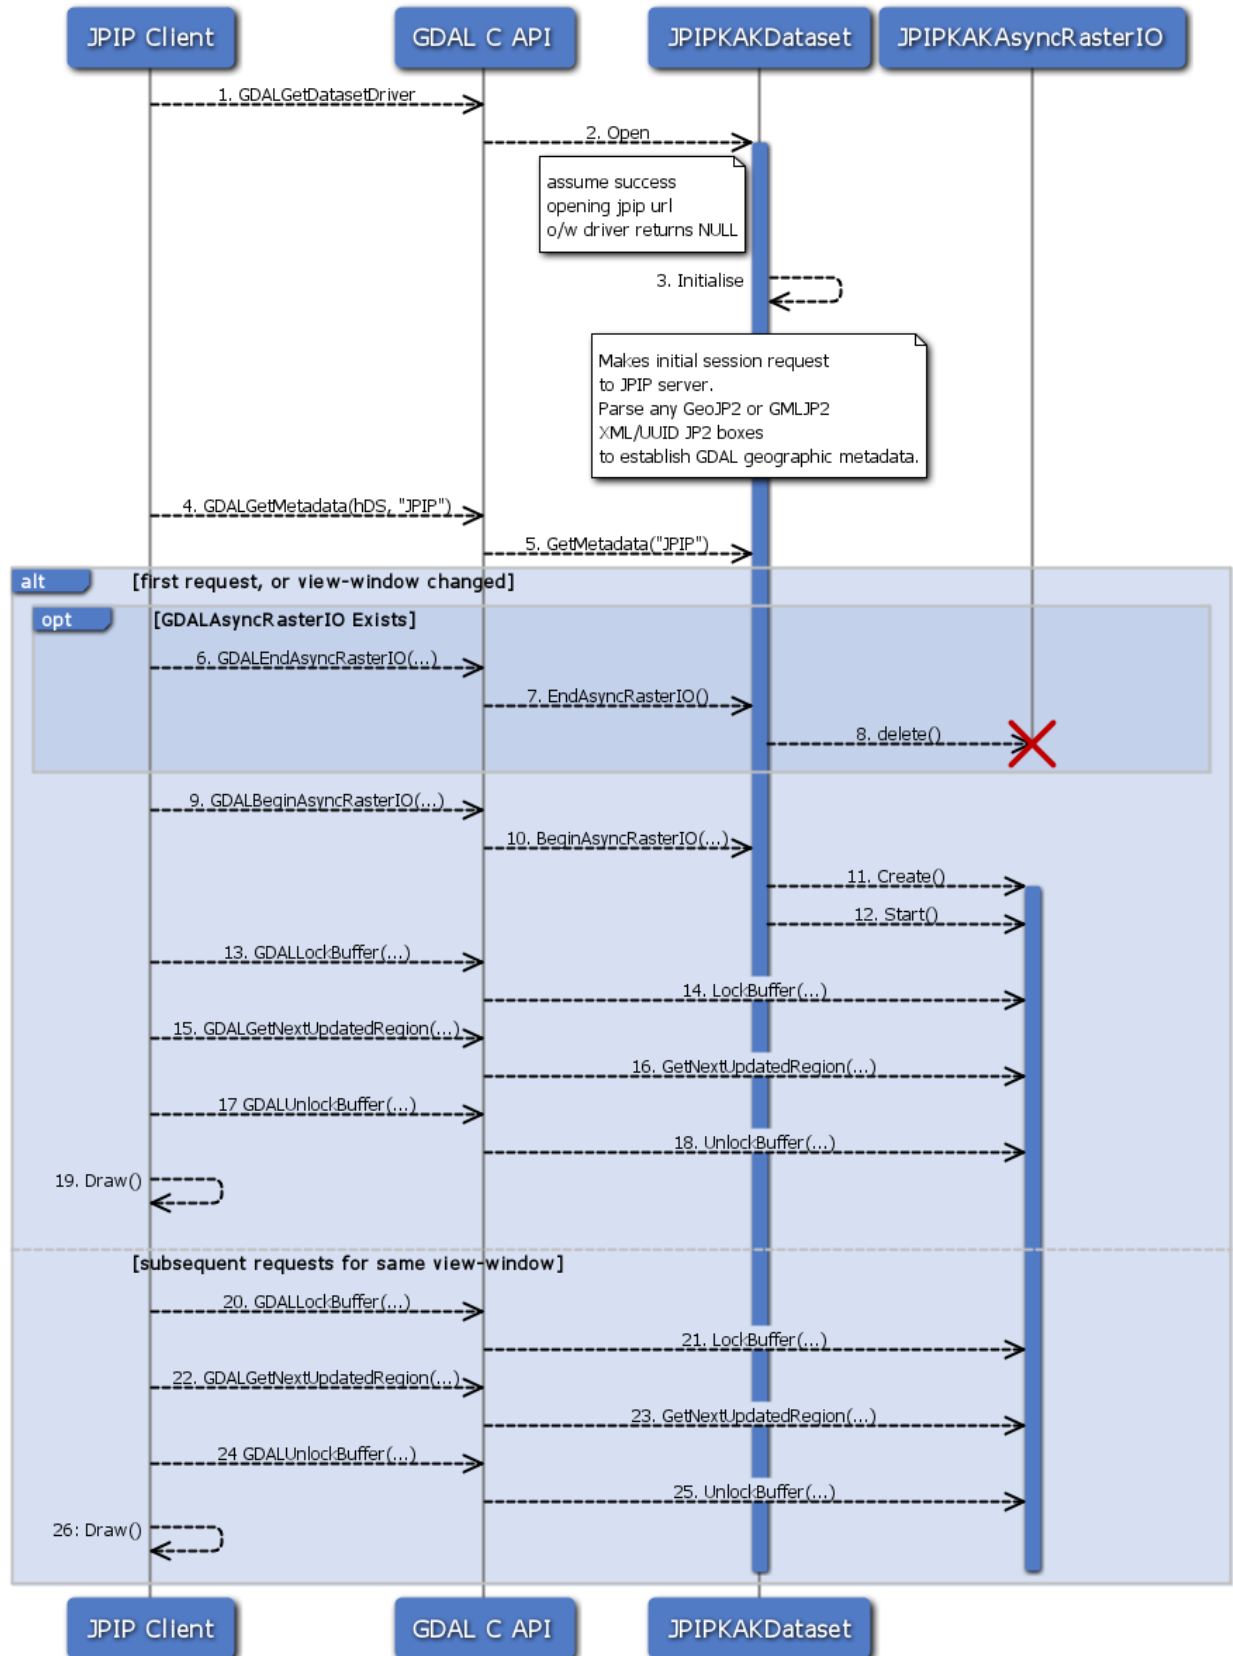 JPIP Client
GDAL C API
JPIPKAKDataset
JPIPKAKAsyncRasterIO
1. GDALGetDatasetDriver
2. Open
assume success
opening jpip url
o/w driver returns NULL
3. Initialise
Makes initial session request
to JPIP server.
Parse any GeoJP2 or GMLJP2
XML/UUID JP2 boxes
to establish GDAL geographic metadata.
4. GDALGetMetadata(hDS, "JPIP")
5. GetMetadata("JPIP")
alt
[first request, or view-window changed]
opt
[GDALAsyncRasterIO Exists]
6. GDALEndAsyncRasterIO(...)
7. EndAsyncRasterIO()
8. delete()
9. GDALBeginAsyncRasterIO(...)
10. BeginAsyncRasterIO(...)
11. Create()
12. Start()
13. GDALLockBuffer(...)
14. LockBuffer(...)
15. GDALGetNextUpdatedRegion(...)
16. GetNextUpdatedRegion(...)
17 GDALUnlockBuffer(...)
18. UnlockBuffer(...)
19. Draw()
[subsequent requests for same view-window]
20. GDALLockBuffer(...)
21. LockBuffer(...)
22. GDALGetNextUpdatedRegion(...)
23. GetNextUpdatedRegion(...)
24 GDALUnlockBuffer(...)
25. UnlockBuffer(...)
26: Draw()
JPIP Client
GDAL C API
JPIPKAKDataset